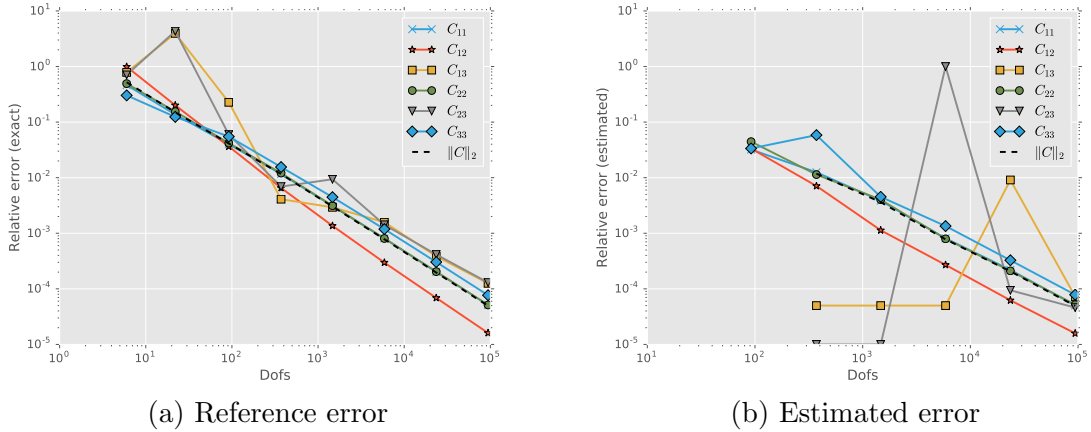 10^1
10^0
10^-1
10^-2
10^-3
10^-4
10^-5
Relative error (exact)
10^0 10^1 10^2 10^3 10^4 10^5
Dofs
C_11
C_12
C_13
C_22
C_23
C_33
‖C‖_2
(a) Reference error
10^1
10^0
10^-1
10^-2
10^-3
10^-4
10^-5
Relative error (estimated)
10^1 10^2 10^3 10^4 10^5
Dofs
C_11
C_12
C_13
C_22
C_23
C_33
‖C‖_2
(b) Estimated error